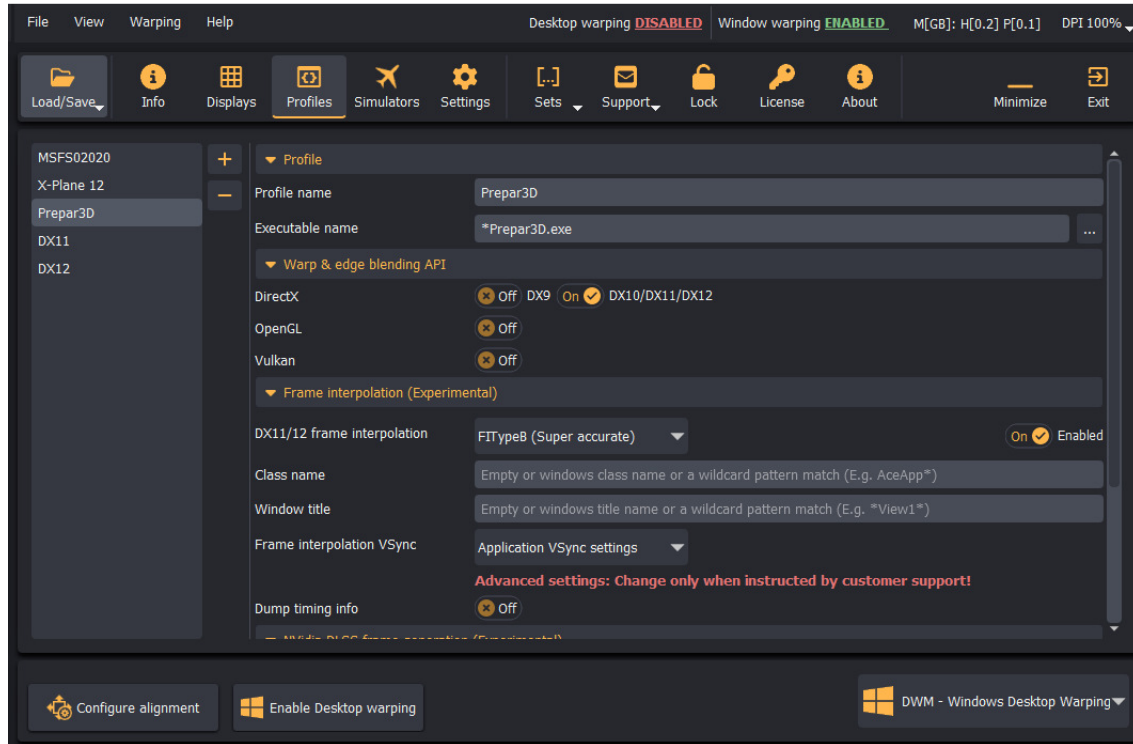 File View Warping Help Desktop warping DISABLED Window warping ENABLED M[GB]: H[0.2] P[0.1] DPI 100%
Load/Save Info Displays Profiles Simulators Settings Sets Support Lock License About Minimize Exit
MSFS02020
X-Plane 12
Prepar3D
DX11
DX12
+
−
Profile
Profile name Prepar3D
Executable name *Prepar3D.exe ...
Warp & edge blending API
DirectX Off DX9 On DX10/DX11/DX12
OpenGL Off
Vulkan Off
Frame interpolation (Experimental)
DX11/12 frame interpolation FITypeB (Super accurate) On Enabled
Class name Empty or windows class name or a wildcard pattern match (E.g. AceApp*)
Window title Empty or windows title name or a wildcard pattern match (E.g. *View1*)
Frame interpolation VSync Application VSync settings
Advanced settings: Change only when instructed by customer support!
Dump timing info Off
NVidia DLSS frame generation (Experimental)
Configure alignment Enable Desktop warping DWM - Windows Desktop Warping